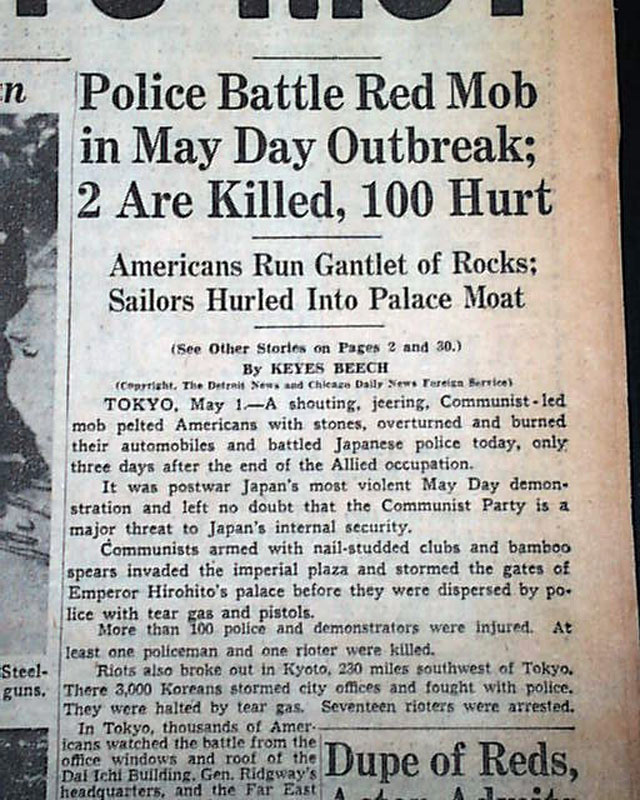 n
Police Battle Red Mob
in May Day Outbreak;
2 Are Killed, 100 Hurt
Americans Run Gantlet of Rocks;
Sailors Hurled Into Palace Moat
(See Other Stories on Pages 2 and 30.)
By KEYES BEECH
(Copyright, The Detroit News and Chicago Daily News Foreign Service)
TOKYO, May 1.—A shouting, jeering, Communist-led
mob pelted Americans with stones, overturned and burned
their automobiles and battled Japanese police today, only
three days after the end of the Allied occupation.
It was postwar Japan's most violent May Day demon-
stration and left no doubt that the Communist Party is a
major threat to Japan's internal security.
Communists armed with nail-studded clubs and bamboo
spears invaded the imperial plaza and stormed the gates of
Emperor Hirohito's palace before they were dispersed by po-
lice with tear gas and pistols.
More than 100 police and demonstrators were injured. At
least one policeman and one rioter were killed.
Riots also broke out in Kyoto, 230 miles southwest of Tokyo.
There 3,000 Koreans stormed city offices and fought with police.
They were halted by tear gas. Seventeen rioters were arrested.
In Tokyo, thousands of Amer-
icans watched the battle from the
office windows and roof of the
Dai Ichi Building, Gen. Ridgway's
headquarters, and the Far East
Steel-
guns.
Dupe of Reds,